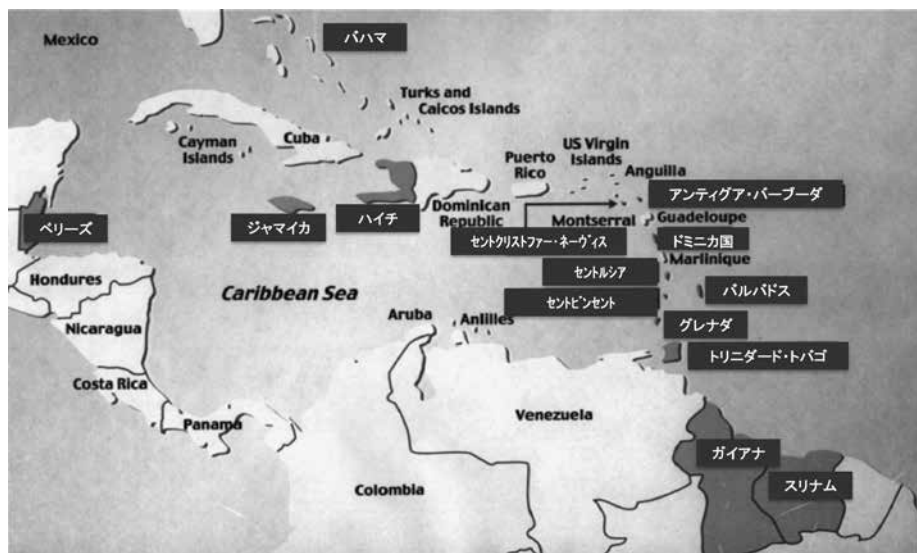 Mexico
バハマ
Turks and
Caicos Islands
Cayman
Islands
Cuba
US Virgin
Islands
Puerto
Rico
Anguilla
Dominican
Republic
アンティグア・バーブーダ
ベリーズ
ジャマイカ
ハイチ
Montserral
Guadeloupe
セントクリストファー・ネーヴィス
ドミニカ国
Martinique
Hondures
セントルシア
Caribbean Sea
セントビンセント
バルバドス
Nicaragua
Aruba
Anlilles
グレナダ
トリニダード・トバゴ
Costa Rica
Panama
Venezuela
ガイアナ
Colombia
スリナム